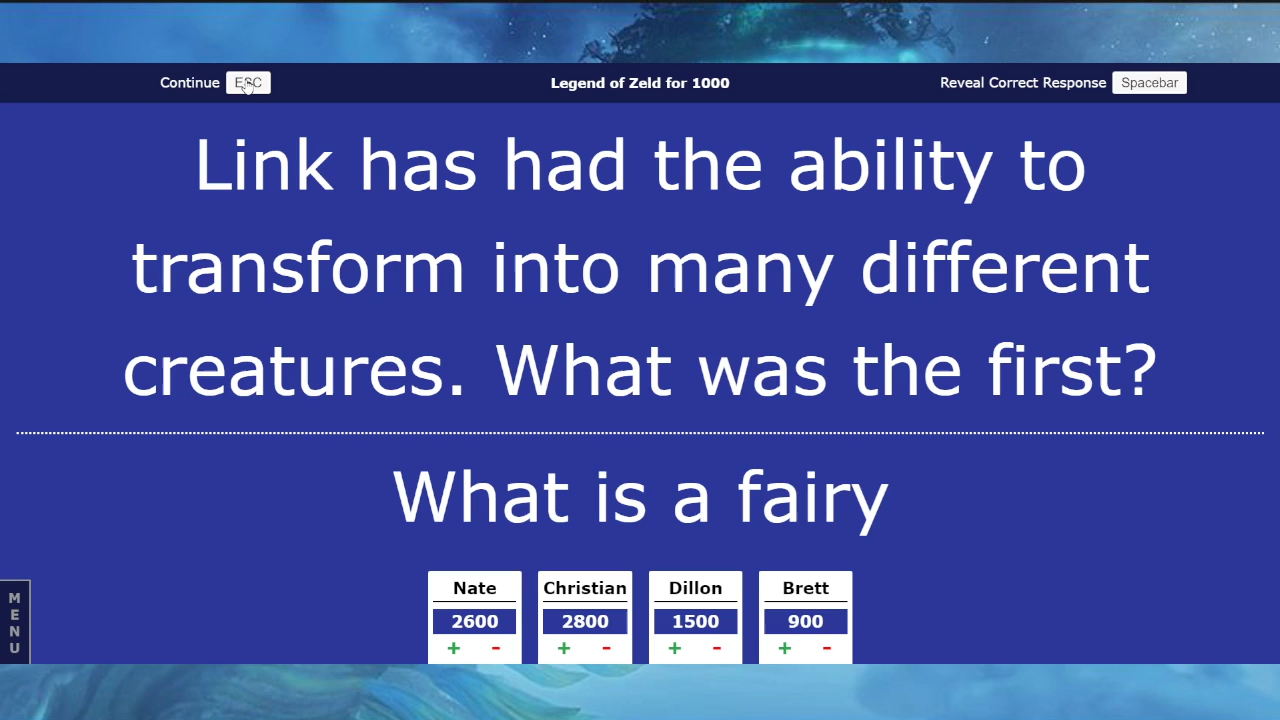 Continue ESC Legend of Zeld for 1000 Reveal Correct Response Spacebar
Link has had the ability to
transform into many different
creatures. What was the first?
What is a fairy
Nate Christian Dillon Brett
2600 2800 1500 900
+ - + - + - + -
MENU